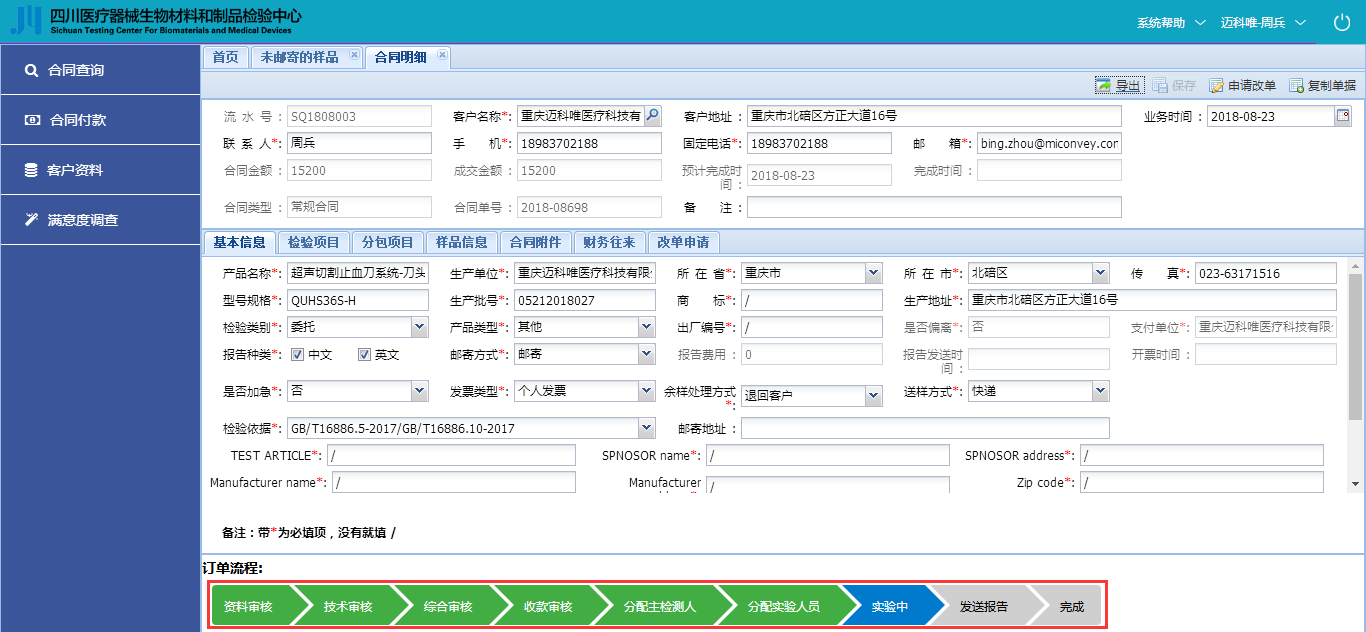 四川医疗器械生物材料和制品检验中心
Sichuan Testing Center For Biomaterials and Medical Devices
系统帮助 迈科唯-周兵
合同查询
合同付款
客户资料
满意度调查
首页 未邮寄的样品 合同明细
导出 保存 申请改单 复制单据
流 水 号： SQ1808003 客户名称*: 重庆迈科唯医疗科技有 客户地址： 重庆市北碚区方正大道16号 业务时间： 2018-08-23
联 系 人*: 周兵 手 机*: 18983702188 固定电话*: 18983702188 邮 箱*: bing.zhou@miconvey.cor
合同金额： 15200 成交金额： 15200 预计完成时间： 2018-08-23 完成时间：
合同类型： 常规合同 合同单号： 2018-08698 备 注：
基本信息 检验项目 分包项目 样品信息 合同附件 财务往来 改单申请
产品名称*: 超声切割止血刀系统-刀头 生产单位*: 重庆迈科唯医疗科技有限· 所 在 省*: 重庆市 所 在 市*: 北碚区 传 真*: 023-63171516
型号规格*: QUHS36S-H 生产批号*: 05212018027 商 标*: / 生产地址*: 重庆市北碚区方正大道16号
检验类别*: 委托 产品类型*: 其他 出厂编号*: / 是否偏离*: 否 支付单位*: 重庆迈科唯医疗科技有限·
报告种类*: 中文 英文 邮寄方式*: 邮寄 报告费用： 0 报告发送时间： 开票时间：
是否加急*: 否 发票类型*: 个人发票 余样处理方式*: 退回客户 送样方式*: 快递
检验依据*: GB/T16886.5-2017/GB/T16886.10-2017 邮寄地址：
TEST ARTICLE*: / SPNOSOR name*: / SPNOSOR address*: /
Manufacturer name*: / Manufacturer / Zip code*: /
备注：带*为必填项，没有就填 /
订单流程:
资料审核 技术审核 综合审核 收款审核 分配主检测人 分配实验人员 实验中 发送报告 完成